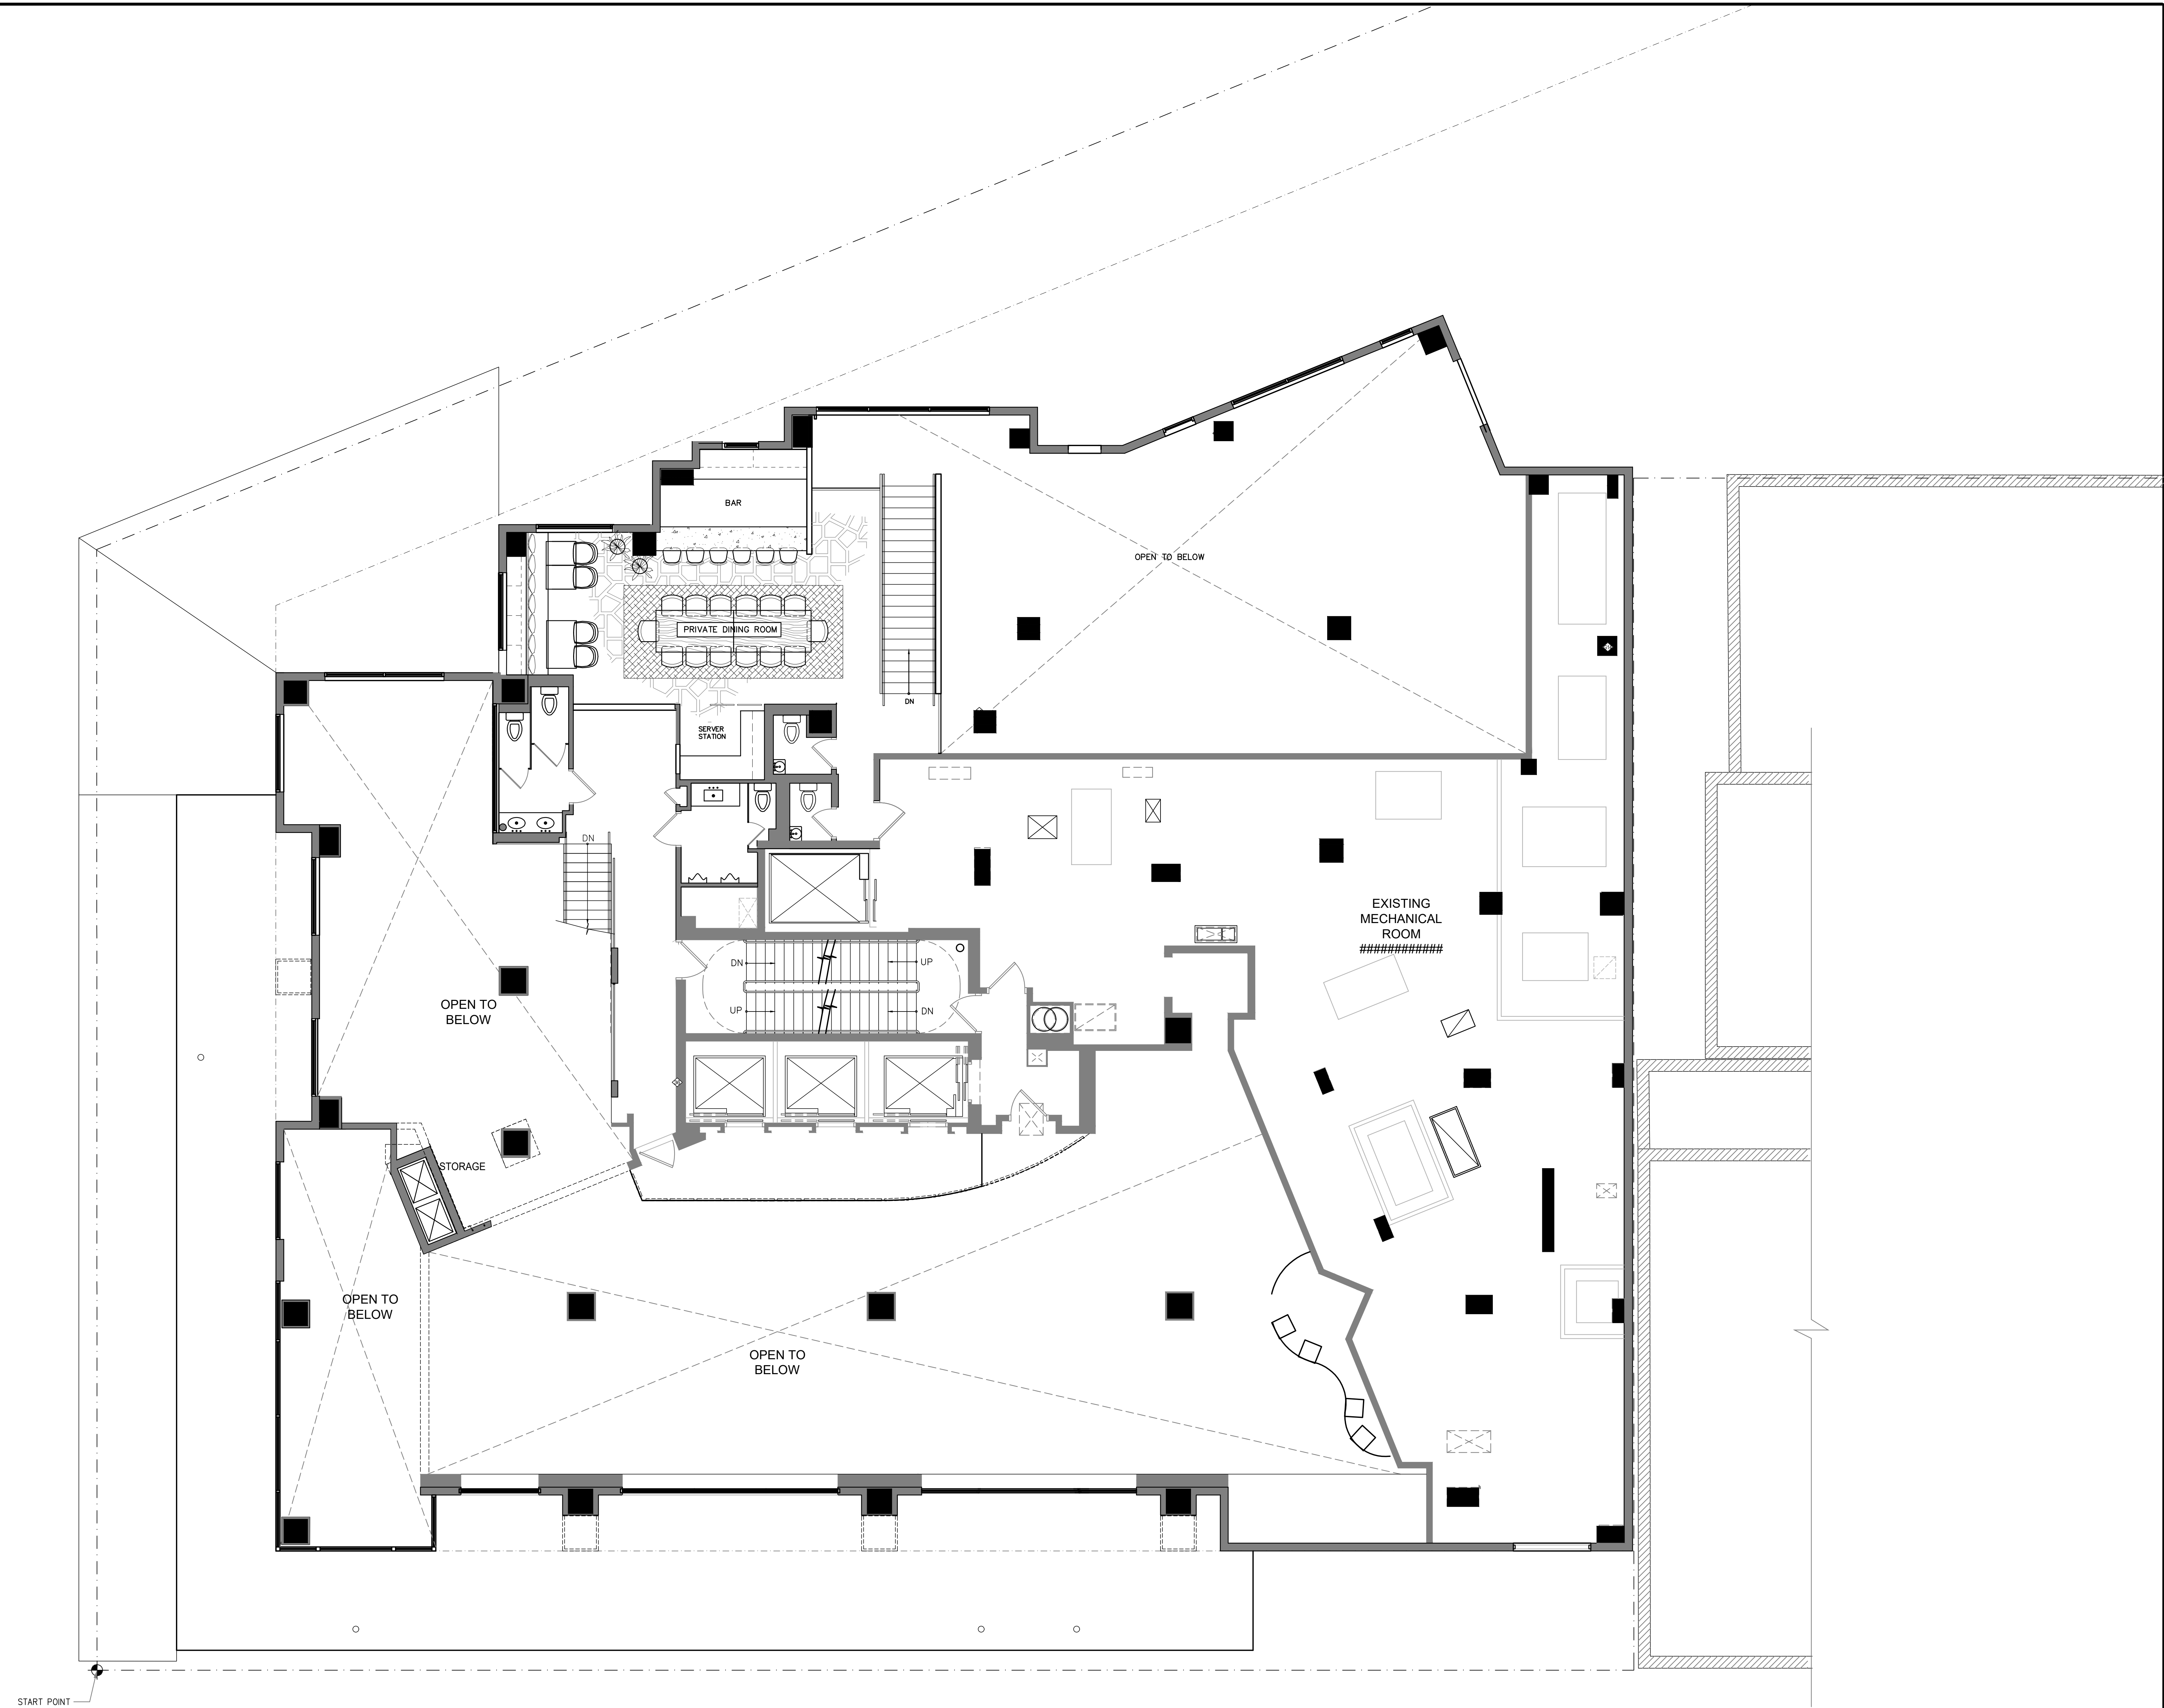 BAR
OPEN TO BELOW
PRIVATE DINING ROOM
DN
SERVER
STATION
DN
EXISTING
MECHANICAL
ROOM
############
DN
UP
UP
DN
OPEN TO
BELOW
STORAGE
OPEN TO
BELOW
OPEN TO
BELOW
START POINT